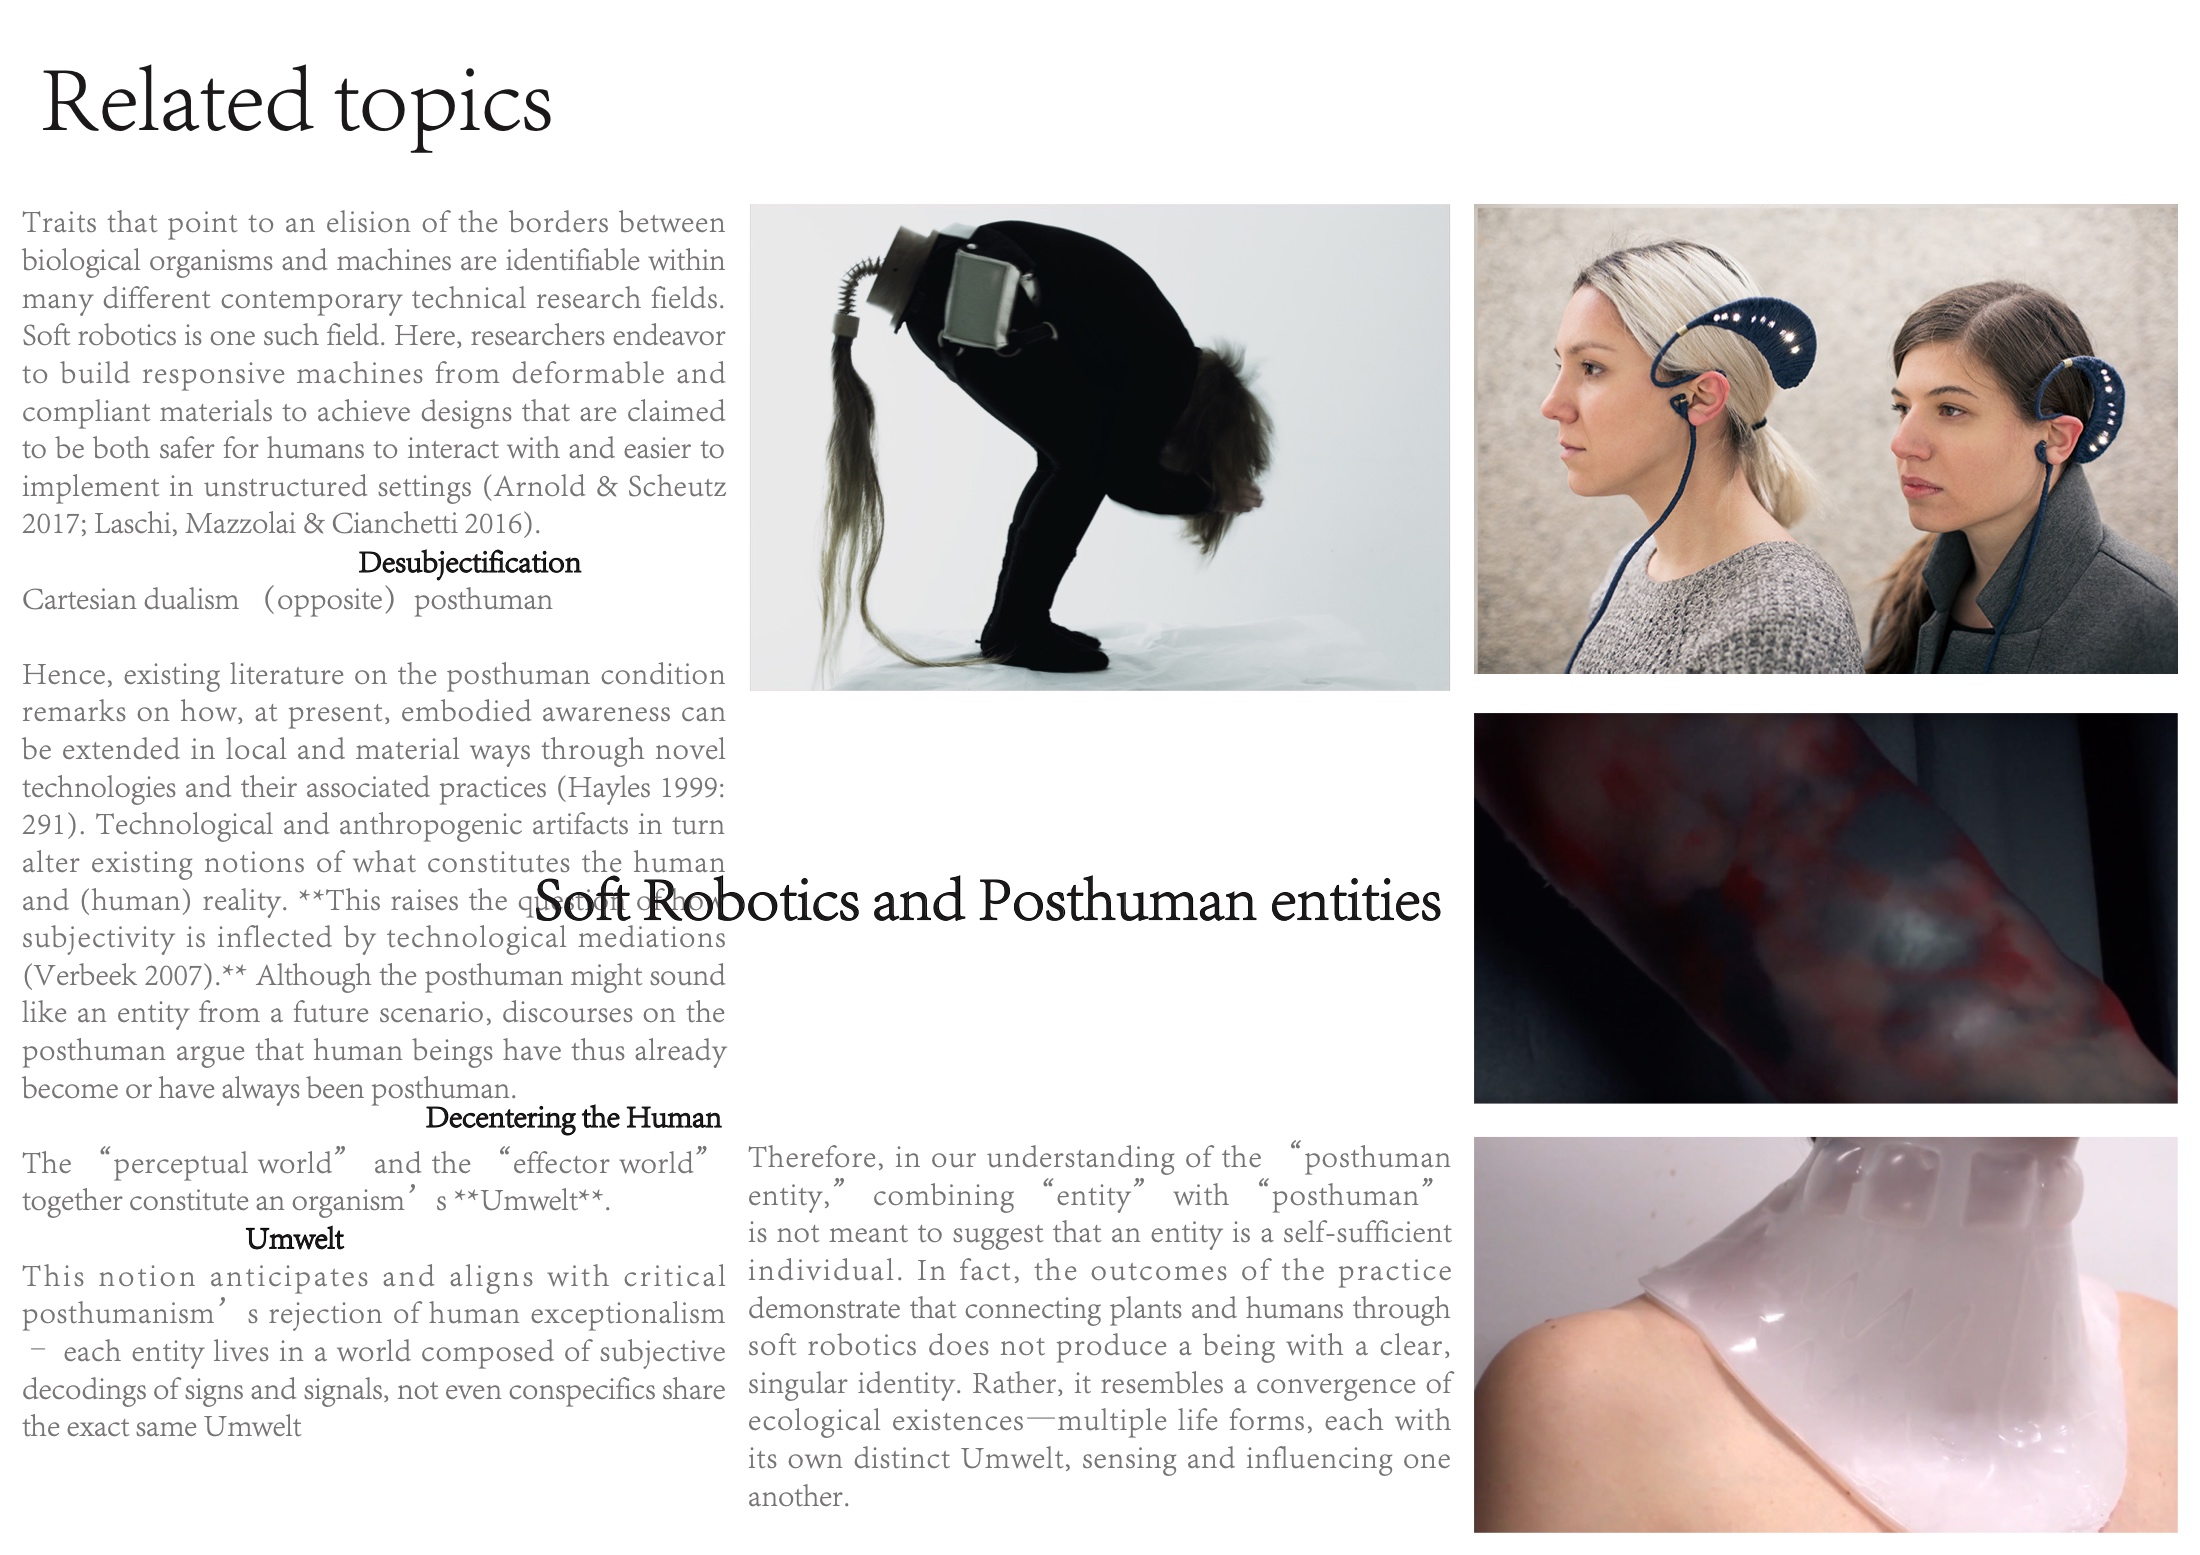 Related topics
Traits that point to an elision of the borders between
biological organisms and machines are identifiable within
many different contemporary technical research fields.
Soft robotics is one such field. Here, researchers endeavor
to build responsive machines from deformable and
compliant materials to achieve designs that are claimed
to be both safer for humans to interact with and easier to
implement in unstructured settings (Arnold & Scheutz
2017; Laschi, Mazzolai & Cianchetti 2016).
Desubjectification
Cartesian dualism （opposite） posthuman
Hence, existing literature on the posthuman condition
remarks on how, at present, embodied awareness can
be extended in local and material ways through novel
technologies and their associated practices (Hayles 1999:
291). Technological and anthropogenic artifacts in turn
alter existing notions of what constitutes the human
and (human) reality. **This raises the question of how
subjectivity is inflected by technological mediations
(Verbeek 2007).** Although the posthuman might sound
like an entity from a future scenario, discourses on the
posthuman argue that human beings have thus already
become or have always been posthuman.
Decentering the Human
The “perceptual world” and the “effector world”
together constitute an organism’s **Umwelt**.
Umwelt
This notion anticipates and aligns with critical
posthumanism’s rejection of human exceptionalism
– each entity lives in a world composed of subjective
decodings of signs and signals, not even conspecifics share
the exact same Umwelt
Soft Robotics and Posthuman entities
Therefore, in our understanding of the “posthuman
entity,” combining “entity” with “posthuman”
is not meant to suggest that an entity is a self-sufficient
individual. In fact, the outcomes of the practice
demonstrate that connecting plants and humans through
soft robotics does not produce a being with a clear,
singular identity. Rather, it resembles a convergence of
ecological existences—multiple life forms, each with
its own distinct Umwelt, sensing and influencing one
another.